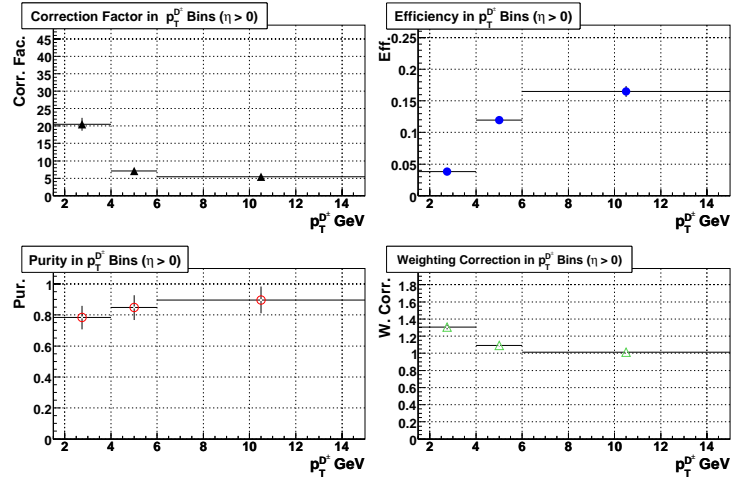 Correction Factor in p_T^{D^±} Bins (η > 0)
Corr. Fac.
45
40
35
30
25
20
15
10
5
0
2 4 6 8 10 12 14
p_T^{D^±} GeV
Efficiency in p_T^{D^±} Bins (η > 0)
Eff.
0.25
0.2
0.15
0.1
0.05
0
2 4 6 8 10 12 14
p_T^{D^±} GeV
Purity in p_T^{D^±} Bins (η > 0)
Pur.
1
0.8
0.6
0.4
0.2
0
2 4 6 8 10 12 14
p_T^{D^±} GeV
Weighting Correction in p_T^{D^±} Bins (η > 0)
W. Corr.
1.8
1.6
1.4
1.2
1
0.8
0.6
0.4
0.2
0
2 4 6 8 10 12 14
p_T^{D^±} GeV